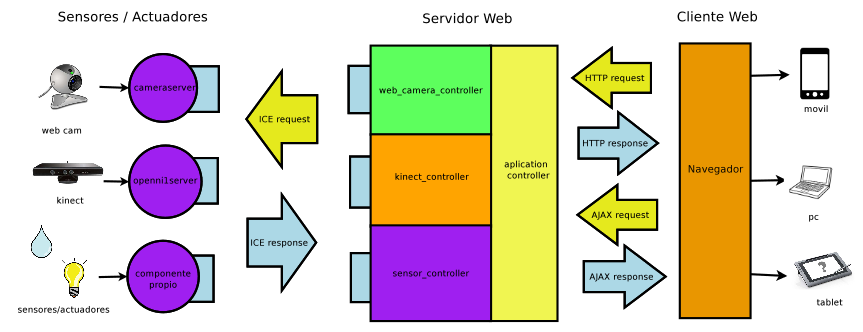 Sensores / Actuadores
Servidor Web
Cliente Web
web cam
cameraserver
kinect
openni1server
sensores/actuadores
componente
propio
ICE request
ICE response
web_camera_controller
kinect_controller
sensor_controller
aplication
controller
HTTP request
HTTP response
AJAX request
AJAX response
Navegador
movil
pc
?
tablet